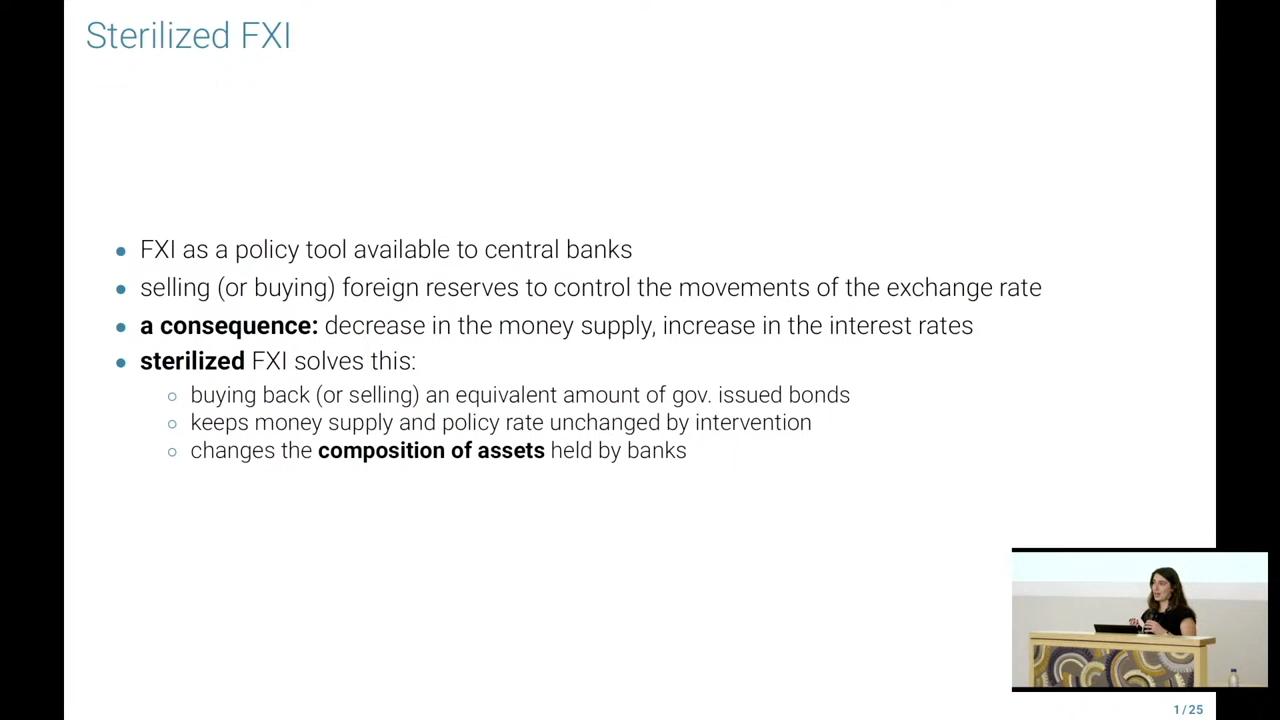 Sterilized FXI
• FXI as a policy tool available to central banks
• selling (or buying) foreign reserves to control the movements of the exchange rate
• a consequence: decrease in the money supply, increase in the interest rates
• sterilized FXI solves this:
◦ buying back (or selling) an equivalent amount of gov. issued bonds
◦ keeps money supply and policy rate unchanged by intervention
◦ changes the composition of assets held by banks
1 / 25